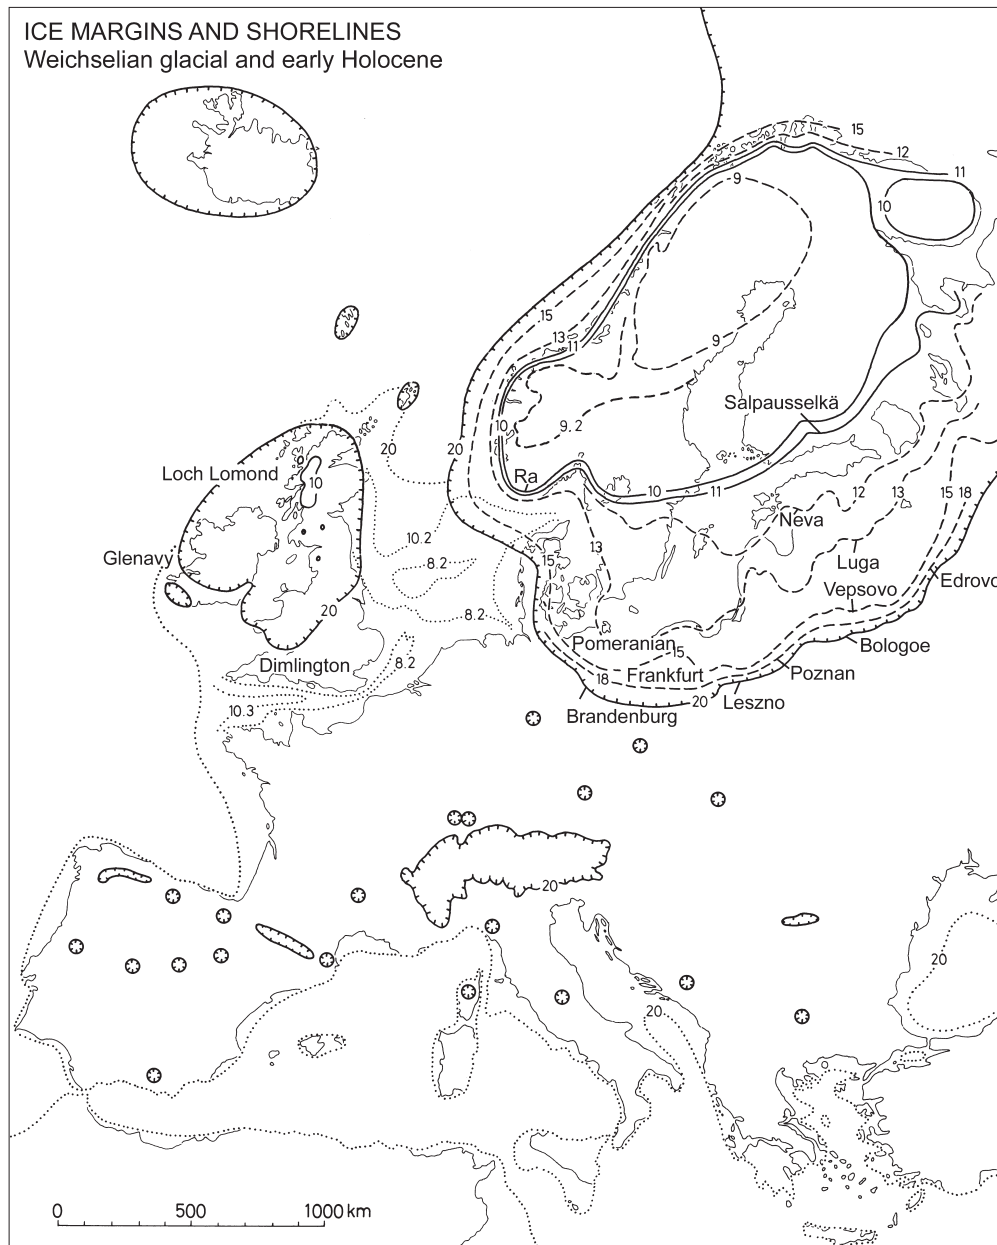 ICE MARGINS AND SHORELINES
Weichselian glacial and early Holocene
15
12
11
10
9
15
13
11
9
Salpausselkä
10
9.2
20
20
Loch Lomond
10
Ra
10
11
12
13
15
18
Neva
10.2
13
15
Glenavy
8.2
Luga
Edrovo
Vepsovo
20
8.2
Pomeranian
15
Bologoe
Dimlington
8.2
18
Frankfurt
Poznan
20
Leszno
10.3
Brandenburg
20
20
20
0 500 1000 km